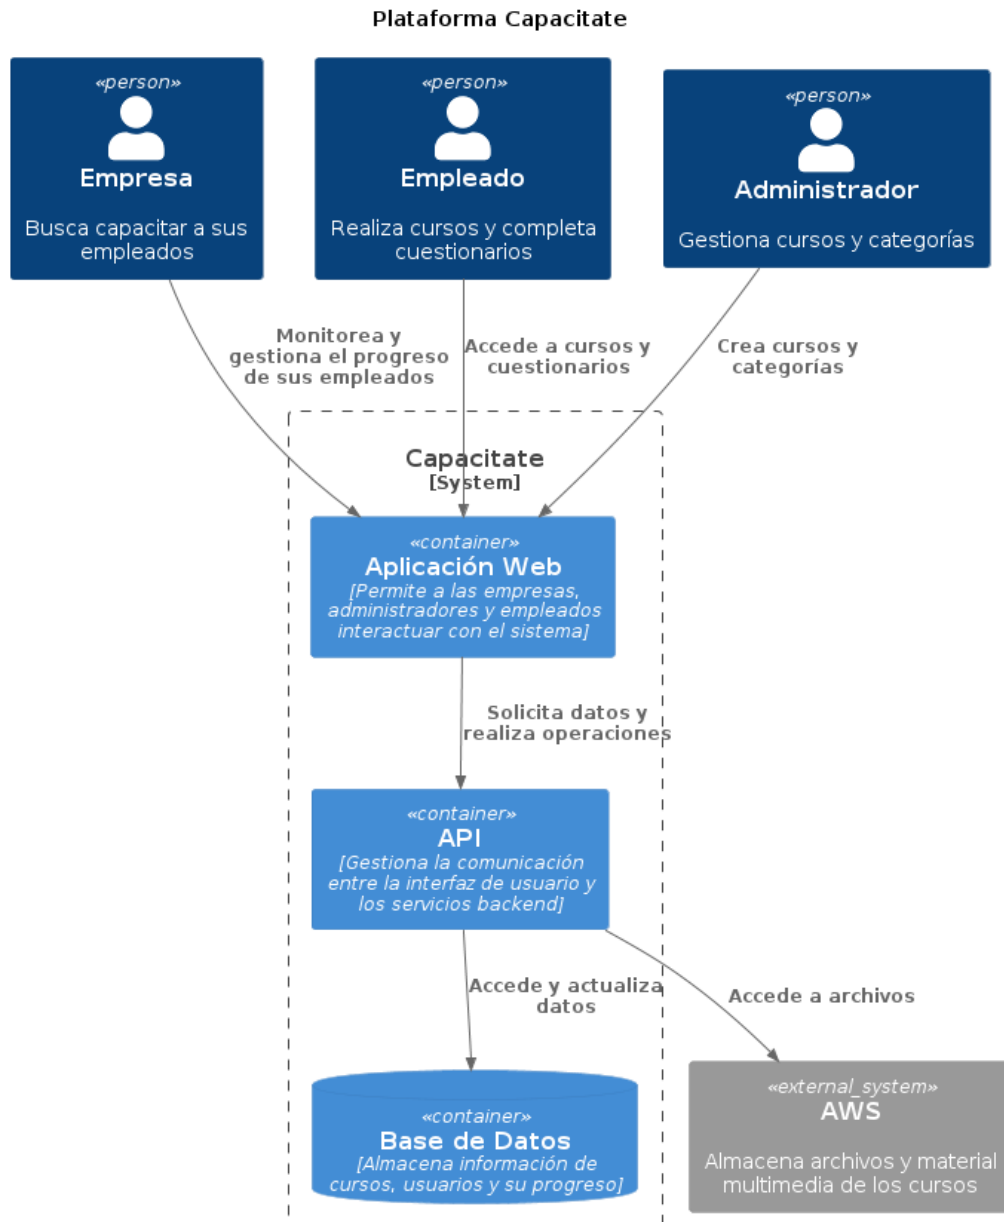 Plataforma Capacitate
«person»
Empresa
Busca capacitar a sus
empleados
«person»
Empleado
Realiza cursos y completa
cuestionarios
«person»
Administrador
Gestiona cursos y categorías
Monitorea y
gestiona el progreso
de sus empleados
Accede a cursos y
cuestionarios
Crea cursos y
categorías
Capacitate
[System]
«container»
Aplicación Web
[Permite a las empresas,
administradores y empleados
interactuar con el sistema]
Solicita datos y
realiza operaciones
«container»
API
[Gestiona la comunicación
entre la interfaz de usuario y
los servicios backend]
Accede y actualiza
datos
Accede a archivos
«container»
Base de Datos
[Almacena información de
cursos, usuarios y su progreso]
«external_system»
AWS
Almacena archivos y material
multimedia de los cursos